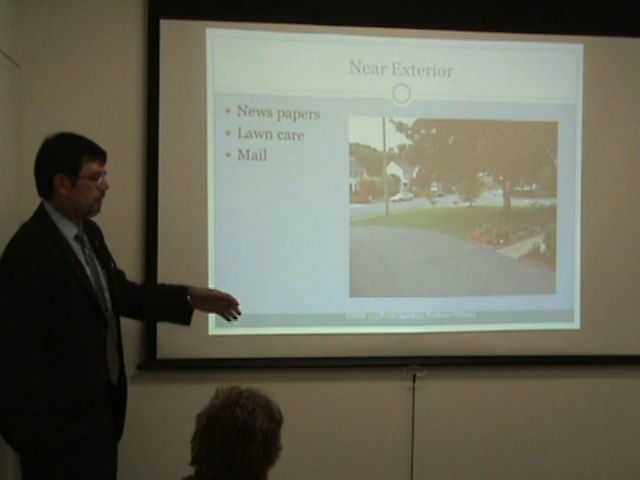 Near Exterior
• News papers
• Lawn care
• Mail